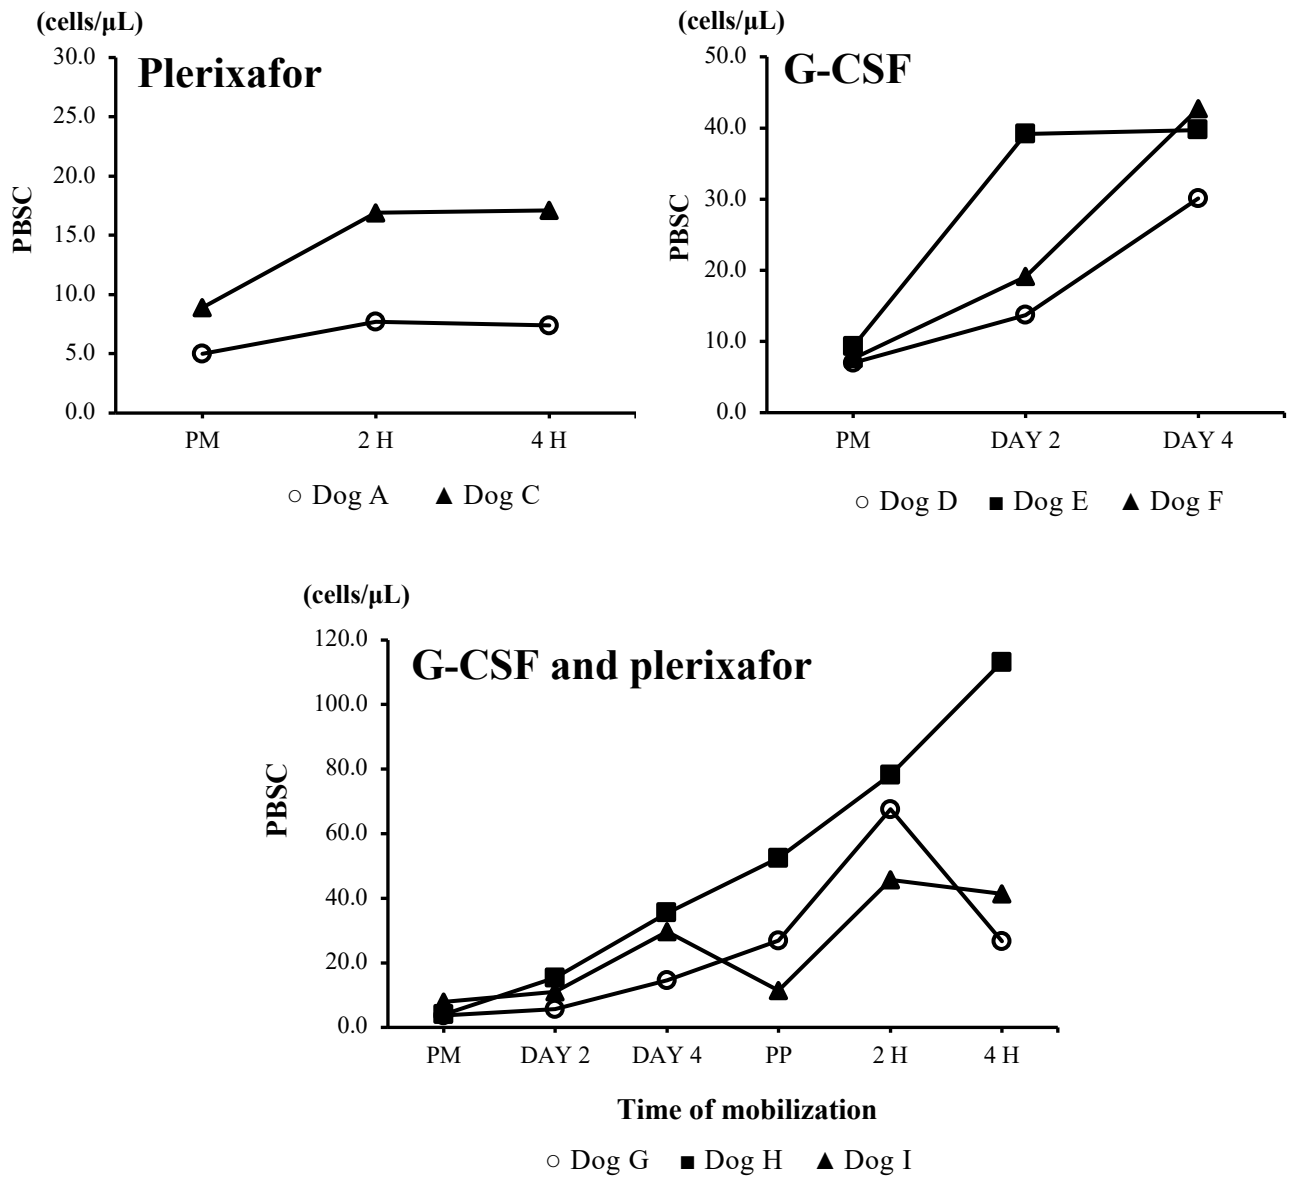 (cells/μL)
Plerixafor
30.0
25.0
20.0
15.0
10.0
5.0
0.0
PBSC
PM 2 H 4 H
○ Dog A ▲ Dog C
(cells/μL)
G-CSF
50.0
40.0
30.0
20.0
10.0
0.0
PBSC
PM DAY 2 DAY 4
○ Dog D ■ Dog E ▲ Dog F
(cells/μL)
G-CSF and plerixafor
120.0
100.0
80.0
60.0
40.0
20.0
0.0
PBSC
PM DAY 2 DAY 4 PP 2 H 4 H
Time of mobilization
○ Dog G ■ Dog H ▲ Dog I